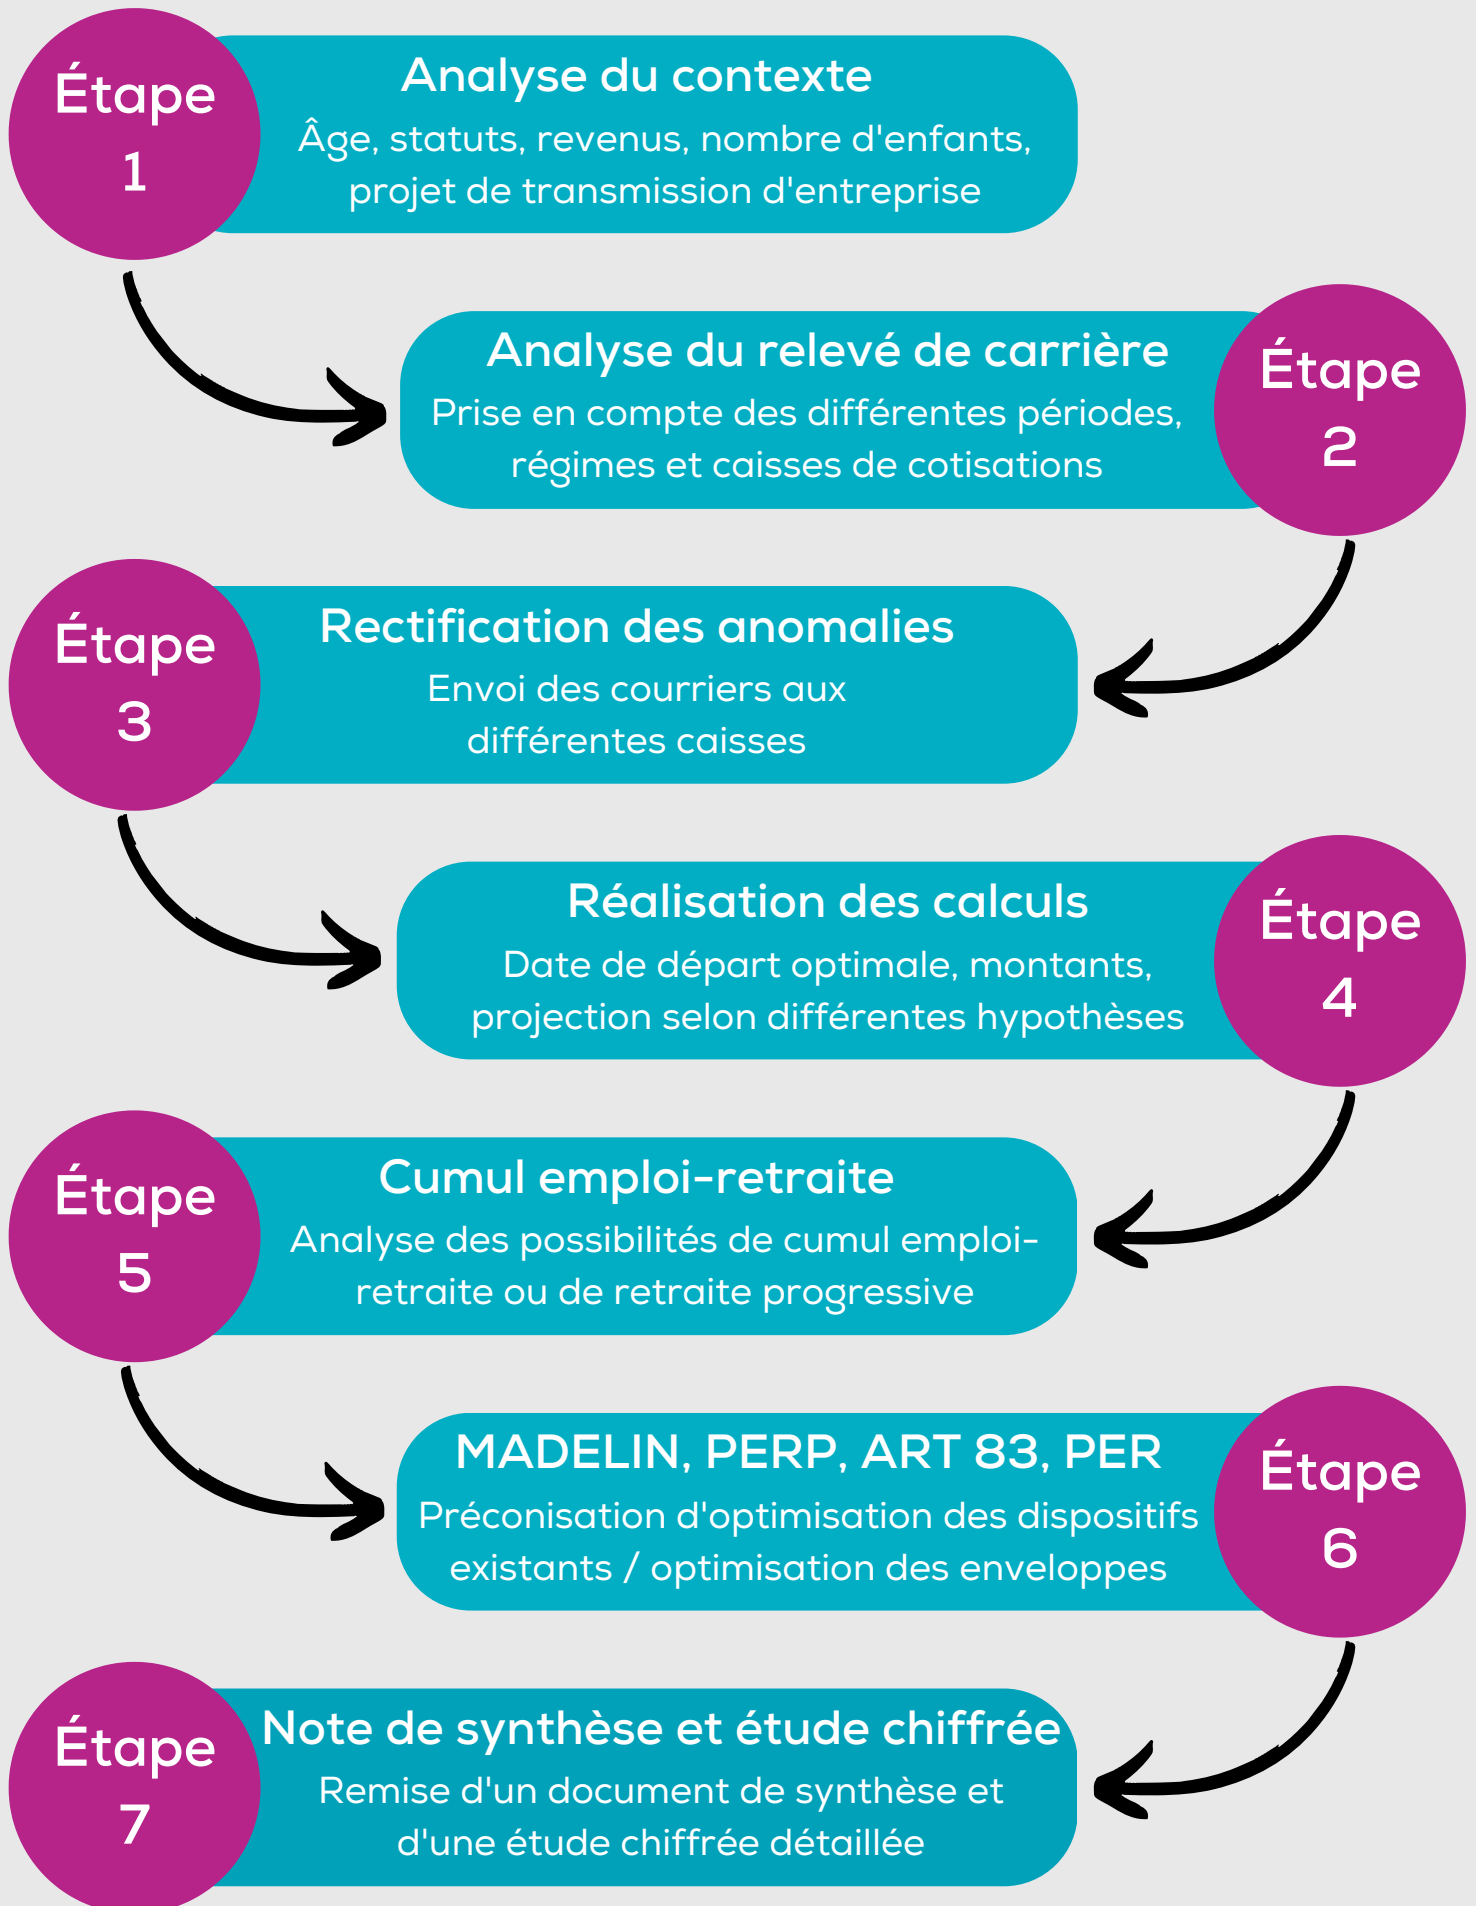 Étape
1
Analyse du contexte
Âge, statuts, revenus, nombre d'enfants,
projet de transmission d'entreprise
Analyse du relevé de carrière
Prise en compte des différentes périodes,
régimes et caisses de cotisations
Étape
2
Étape
3
Rectification des anomalies
Envoi des courriers aux
différentes caisses
Réalisation des calculs
Date de départ optimale, montants,
projection selon différentes hypothèses
Étape
4
Étape
5
Cumul emploi-retraite
Analyse des possibilités de cumul emploi-
retraite ou de retraite progressive
MADELIN, PERP, ART 83, PER
Préconisation d'optimisation des dispositifs
existants / optimisation des enveloppes
Étape
6
Étape
7
Note de synthèse et étude chiffrée
Remise d'un document de synthèse et
d'une étude chiffrée détaillée